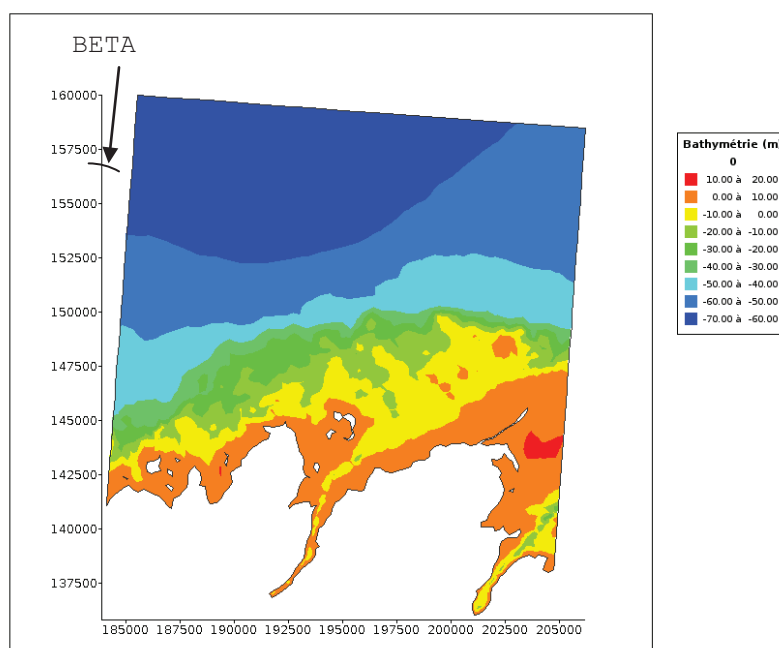 BETA
160000
157500
155000
152500
150000
147500
145000
142500
140000
137500
185000 187500 190000 192500 195000 197500 200000 202500 205000
Bathymétrie (m)
0
10.00 à 20.00
0.00 à 10.00
-10.00 à 0.00
-20.00 à -10.00
-30.00 à -20.00
-40.00 à -30.00
-50.00 à -40.00
-60.00 à -50.00
-70.00 à -60.00